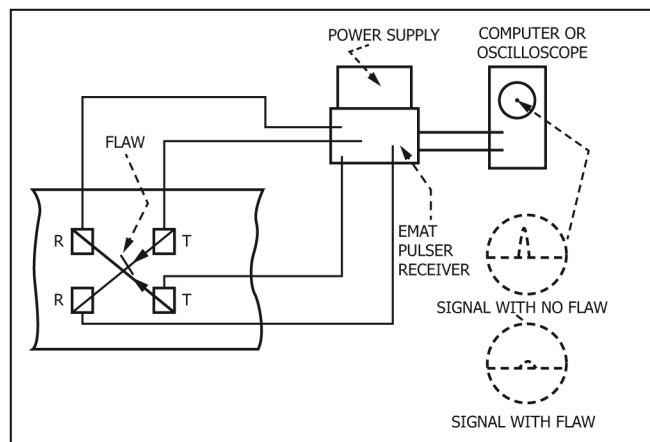 POWER SUPPLY
COMPUTER OR
OSCILLOSCOPE
FLAW
R
T
R
T
EMAT
PULSER
RECEIVER
SIGNAL WITH NO FLAW
SIGNAL WITH FLAW